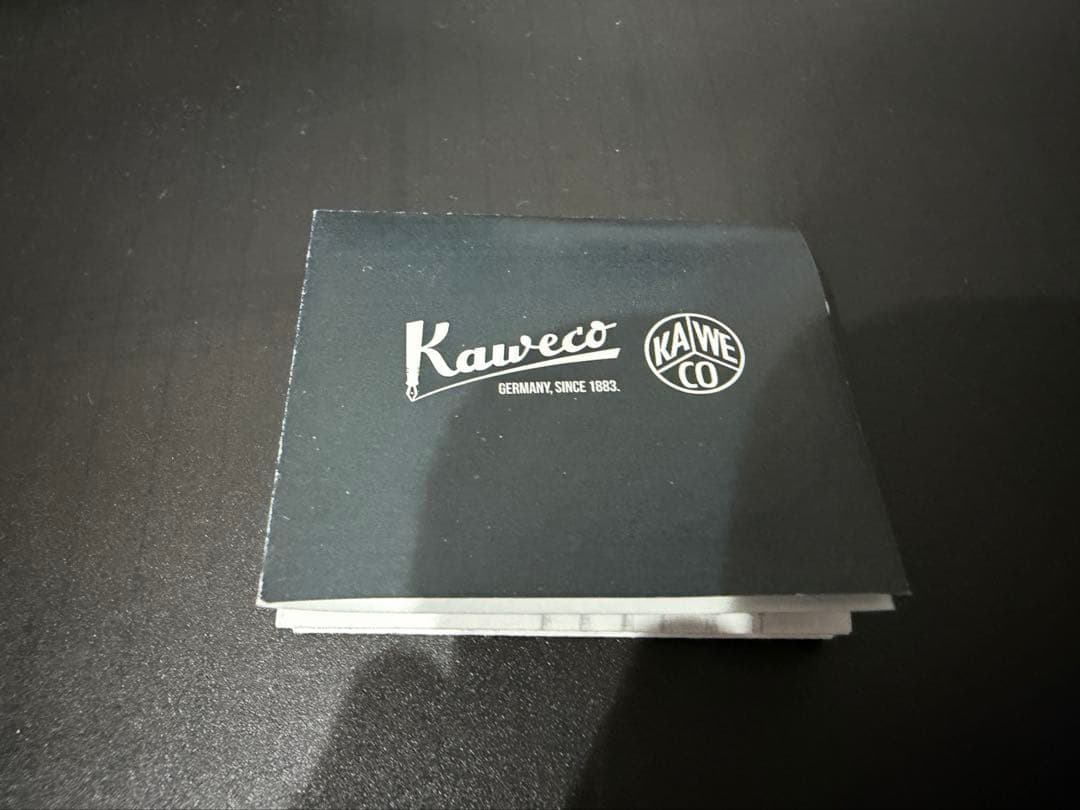 Kaweco
GERMANY, SINCE 1883.
KA WE
CO